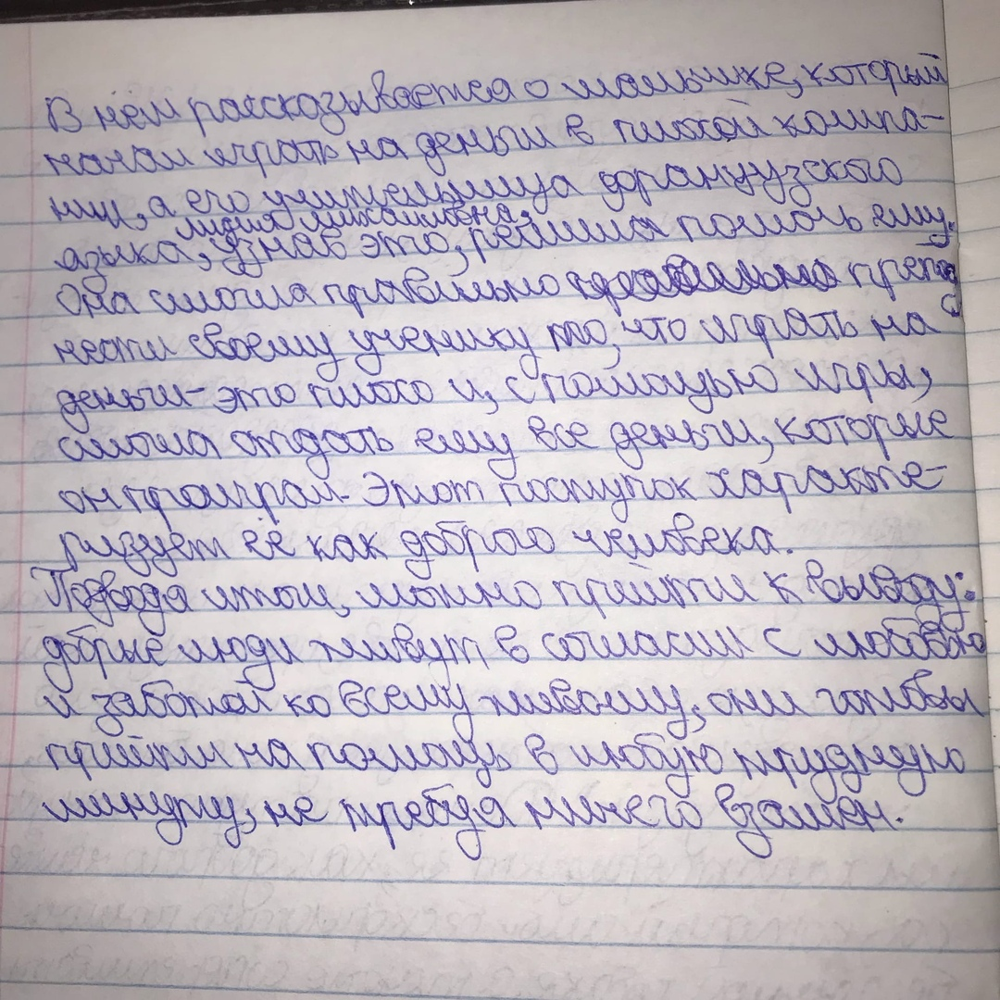 В нём рассказывается о мальчике, который
начал играть на деньги в плохой компа-
нии, а его учительница французского
Лидия Михайловна,
языка, узнав это, решила помочь ему.
Она смогла правильно препод
нести своему ученику то, что играть на
деньги - это плохо и, с помощью игры,
смогла отдать ему все деньги, которые
он проиграл. Этот поступок характе-
ризует её как доброго человека.
Подводя итог, можно прийти к выводу:
добрые люди живут в согласии с любовью
и заботой ко всему живому, они готовы
прийти на помощь в любую трудную
минуту, не требуя ничего взамен.